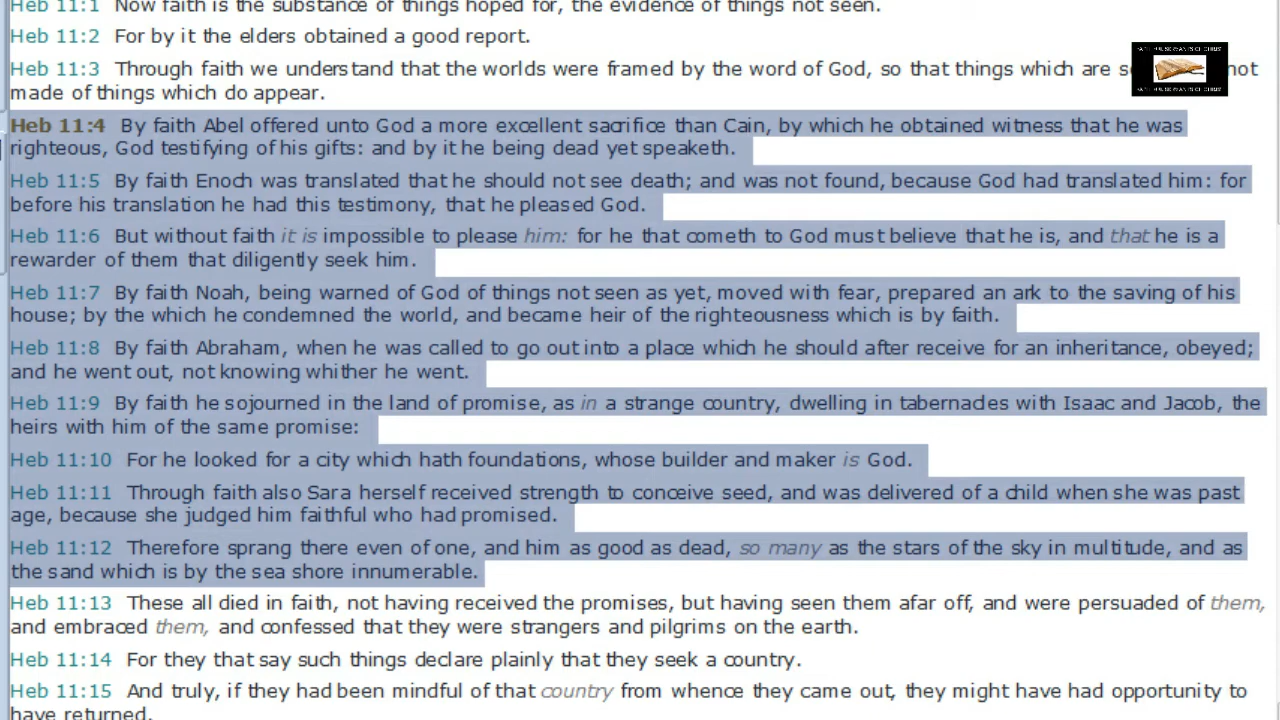 Heb 11:1 Now faith is the substance of things hoped for, the evidence of things not seen.
Heb 11:2 For by it the elders obtained a good report.
Heb 11:3 Through faith we understand that the worlds were framed by the word of God, so that things which are not
made of things which do appear.
Heb 11:4 By faith Abel offered unto God a more excellent sacrifice than Cain, by which he obtained witness that he was
righteous, God testifying of his gifts: and by it he being dead yet speaketh.
Heb 11:5 By faith Enoch was translated that he should not see death; and was not found, because God had translated him: for
before his translation he had this testimony, that he pleased God.
Heb 11:6 But without faith it is impossible to please him: for he that cometh to God must believe that he is, and that he is a
rewarder of them that diligently seek him.
Heb 11:7 By faith Noah, being warned of God of things not seen as yet, moved with fear, prepared an ark to the saving of his
house; by the which he condemned the world, and became heir of the righteousness which is by faith.
Heb 11:8 By faith Abraham, when he was called to go out into a place which he should after receive for an inheritance, obeyed;
and he went out, not knowing whither he went.
Heb 11:9 By faith he sojourned in the land of promise, as in a strange country, dwelling in tabernacles with Isaac and Jacob, the
heirs with him of the same promise:
Heb 11:10 For he looked for a city which hath foundations, whose builder and maker is God.
Heb 11:11 Through faith also Sara herself received strength to conceive seed, and was delivered of a child when she was past
age, because she judged him faithful who had promised.
Heb 11:12 Therefore sprang there even of one, and him as good as dead, so many as the stars of the sky in multitude, and as
the sand which is by the sea shore innumerable.
Heb 11:13 These all died in faith, not having received the promises, but having seen them afar off, and were persuaded of them,
and embraced them, and confessed that they were strangers and pilgrims on the earth.
Heb 11:14 For they that say such things declare plainly that they seek a country.
Heb 11:15 And truly, if they had been mindful of that country from whence they came out, they might have had opportunity to
have returned.
FAITHFUL SERVANTS OF CHRIST
FAITHFUL SERVANTS OF CHRIST